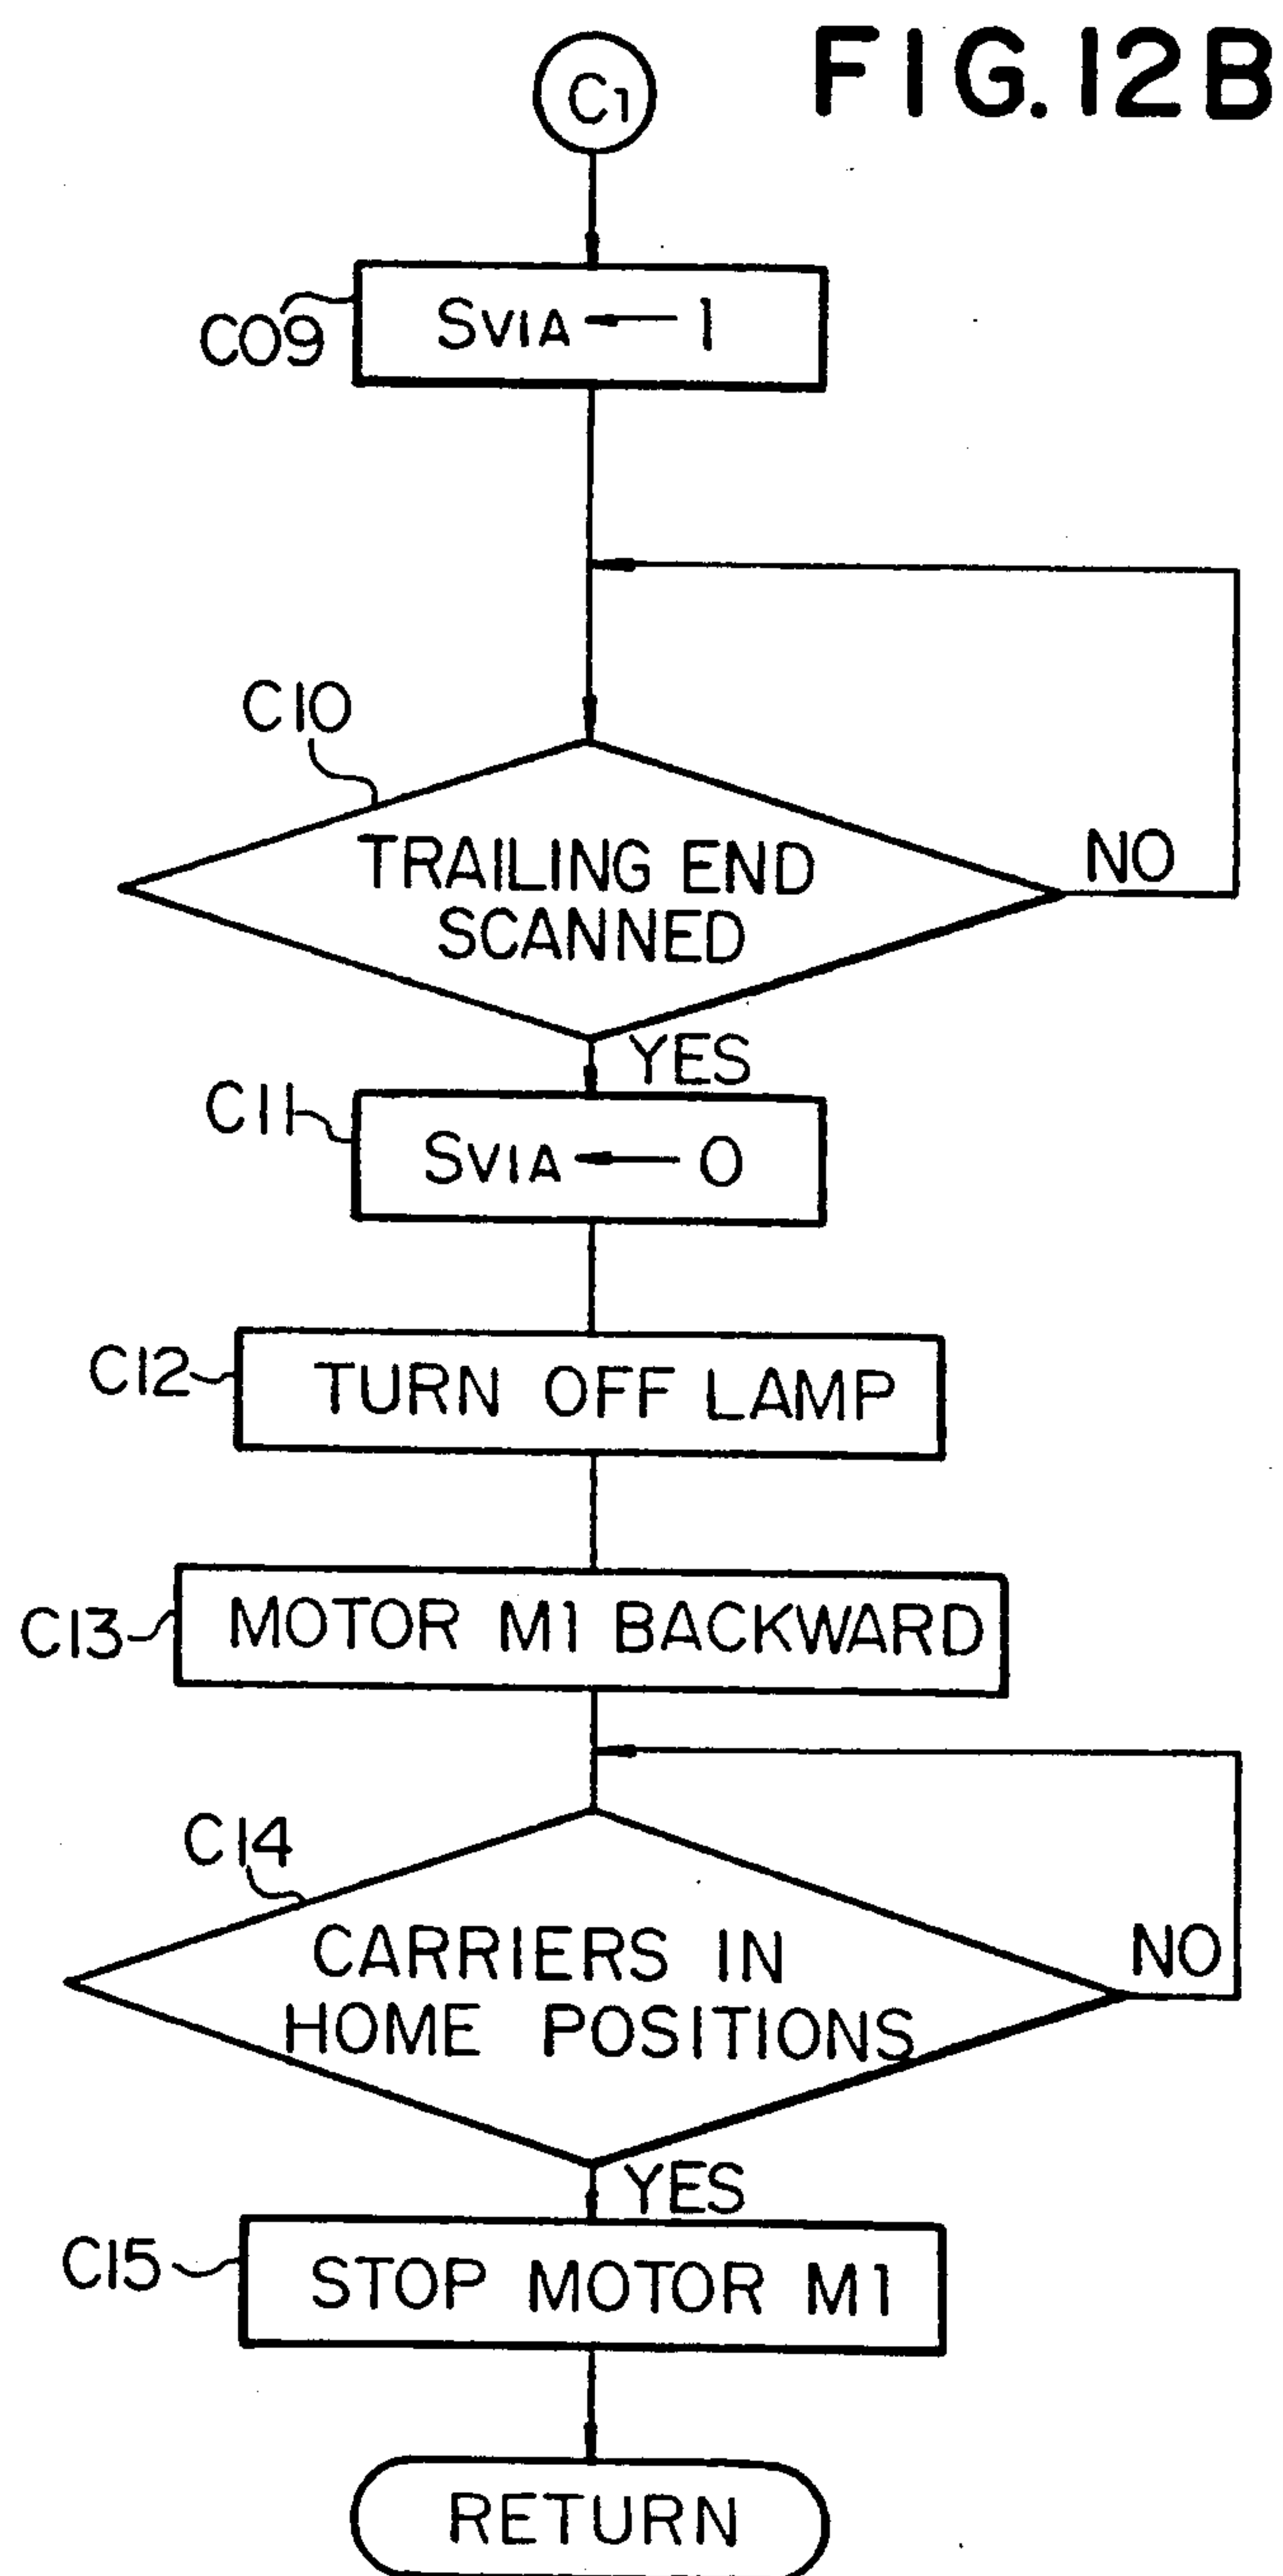 FIG. 12B
C1
C09
SVIA ← 1
C10
TRAILING END
SCANNED
NO
YES
C11
SVIA ← 0
C12
TURN OFF LAMP
C13
MOTOR M1 BACKWARD
C14
CARRIERS IN
HOME POSITIONS
NO
YES
C15
STOP MOTOR M1
RETURN